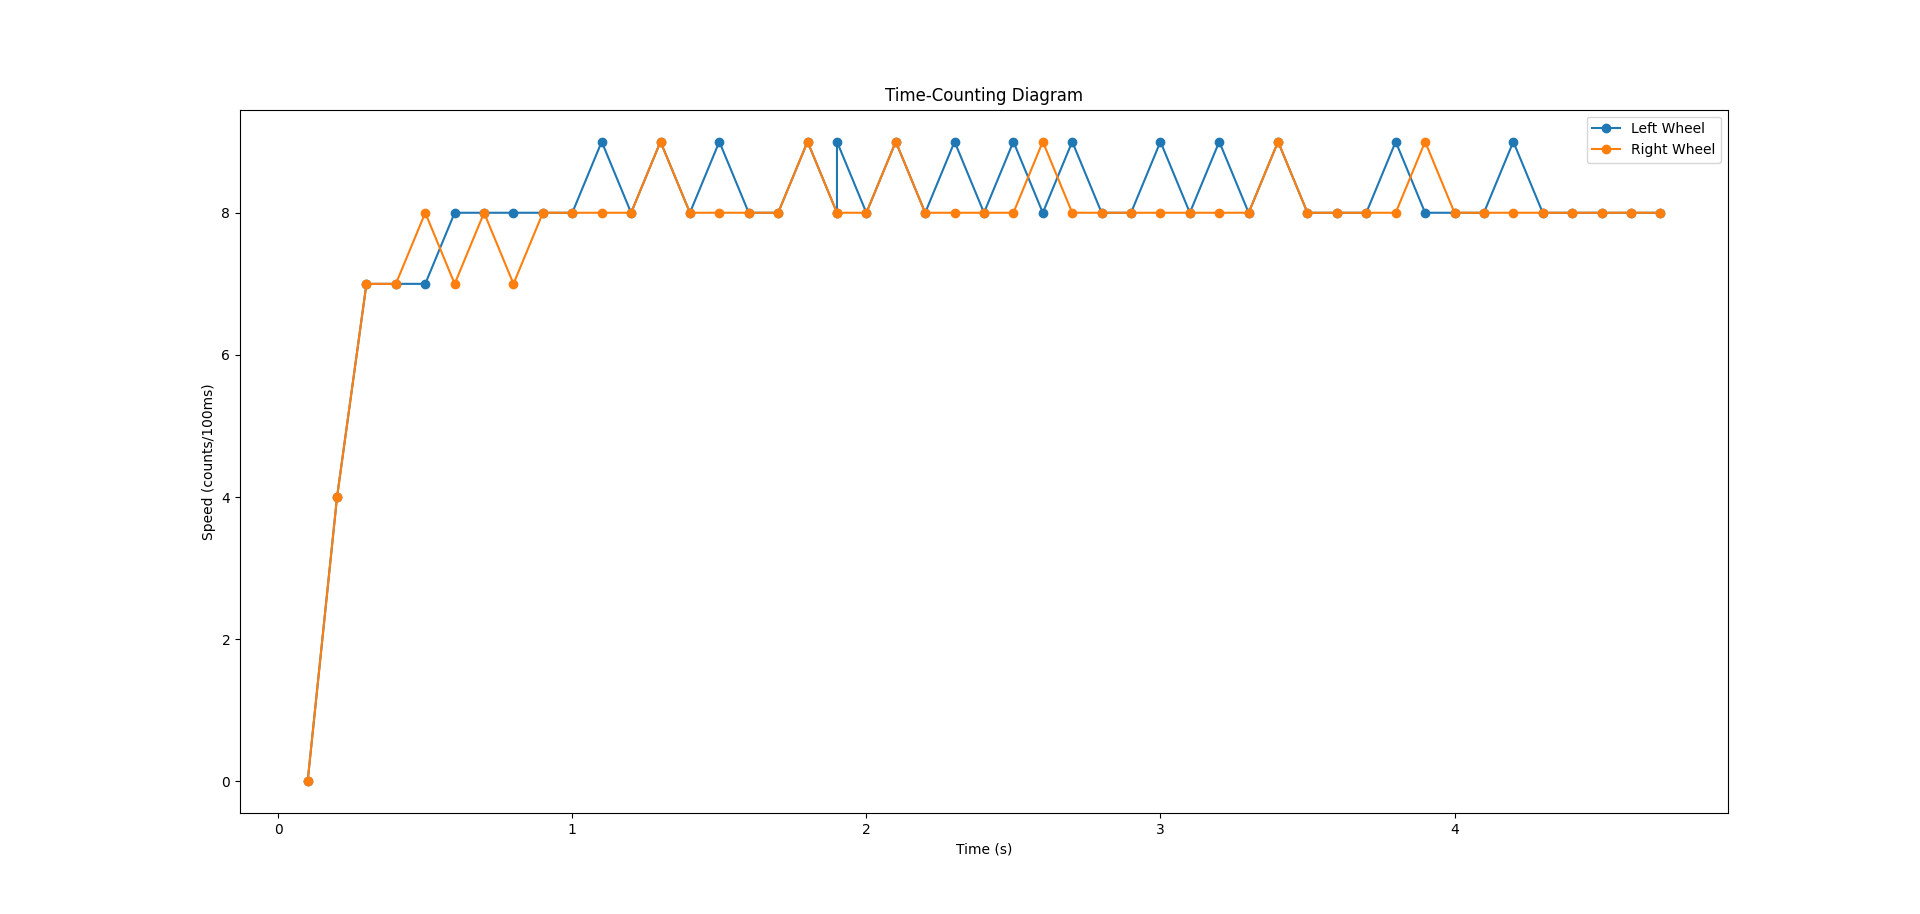 Time-Counting Diagram
Left Wheel
Right Wheel
8
6
4
2
0
Speed (counts/100ms)
0 1 2 3 4
Time (s)